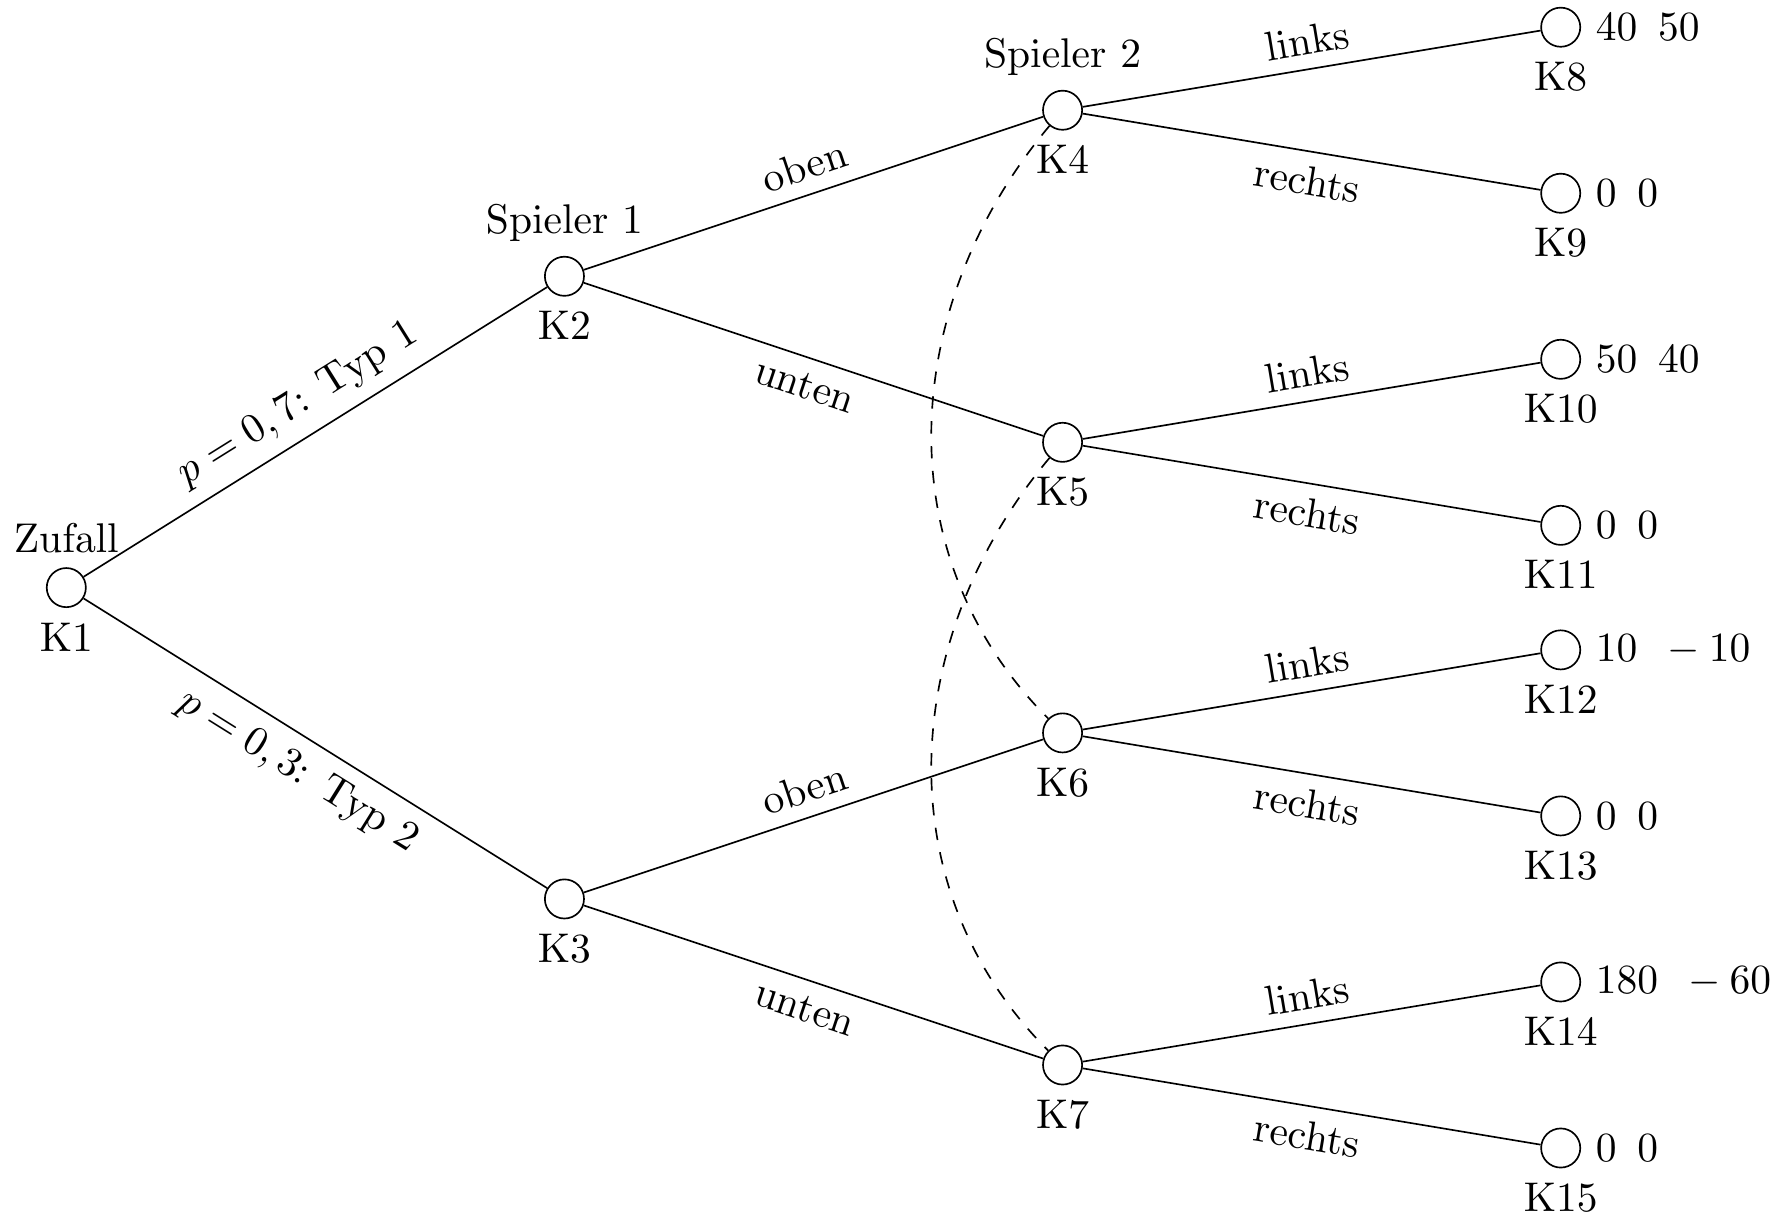 Zufall
K1
p = 0, 7: Typ 1
p = 0, 3: Typ 2
Spieler 1
K2
K3
oben
unten
oben
unten
Spieler 2
K4
K5
K6
K7
links
rechts
links
rechts
links
rechts
links
rechts
40 50
K8
0 0
K9
50 40
K10
0 0
K11
10 − 10
K12
0 0
K13
180 − 60
K14
0 0
K15